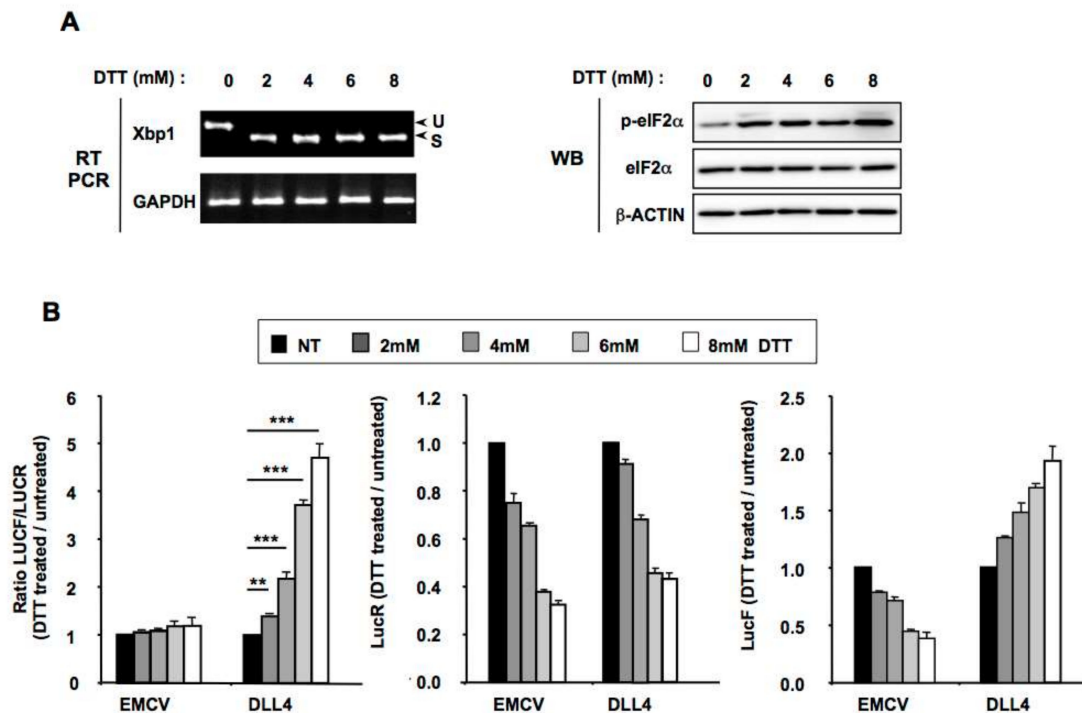 A
DTT (mM) : 0 2 4 6 8
Xbp1
U
S
RT
PCR
GAPDH
DTT (mM) : 0 2 4 6 8
p-eIF2α
eIF2α
WB
β-ACTIN
B
NT 2mM 4mM 6mM 8mM DTT
Ratio LUCF/LUCR
(DTT treated / untreated)
6
5
4
3
2
1
0
***
***
***
**
EMCV DLL4
LucR (DTT treated / untreated)
1.2
1.0
0.8
0.6
0.4
0.2
0.0
EMCV DLL4
LucF (DTT treated / untreated)
2.5
2.0
1.5
1.0
0.5
0.0
EMCV DLL4